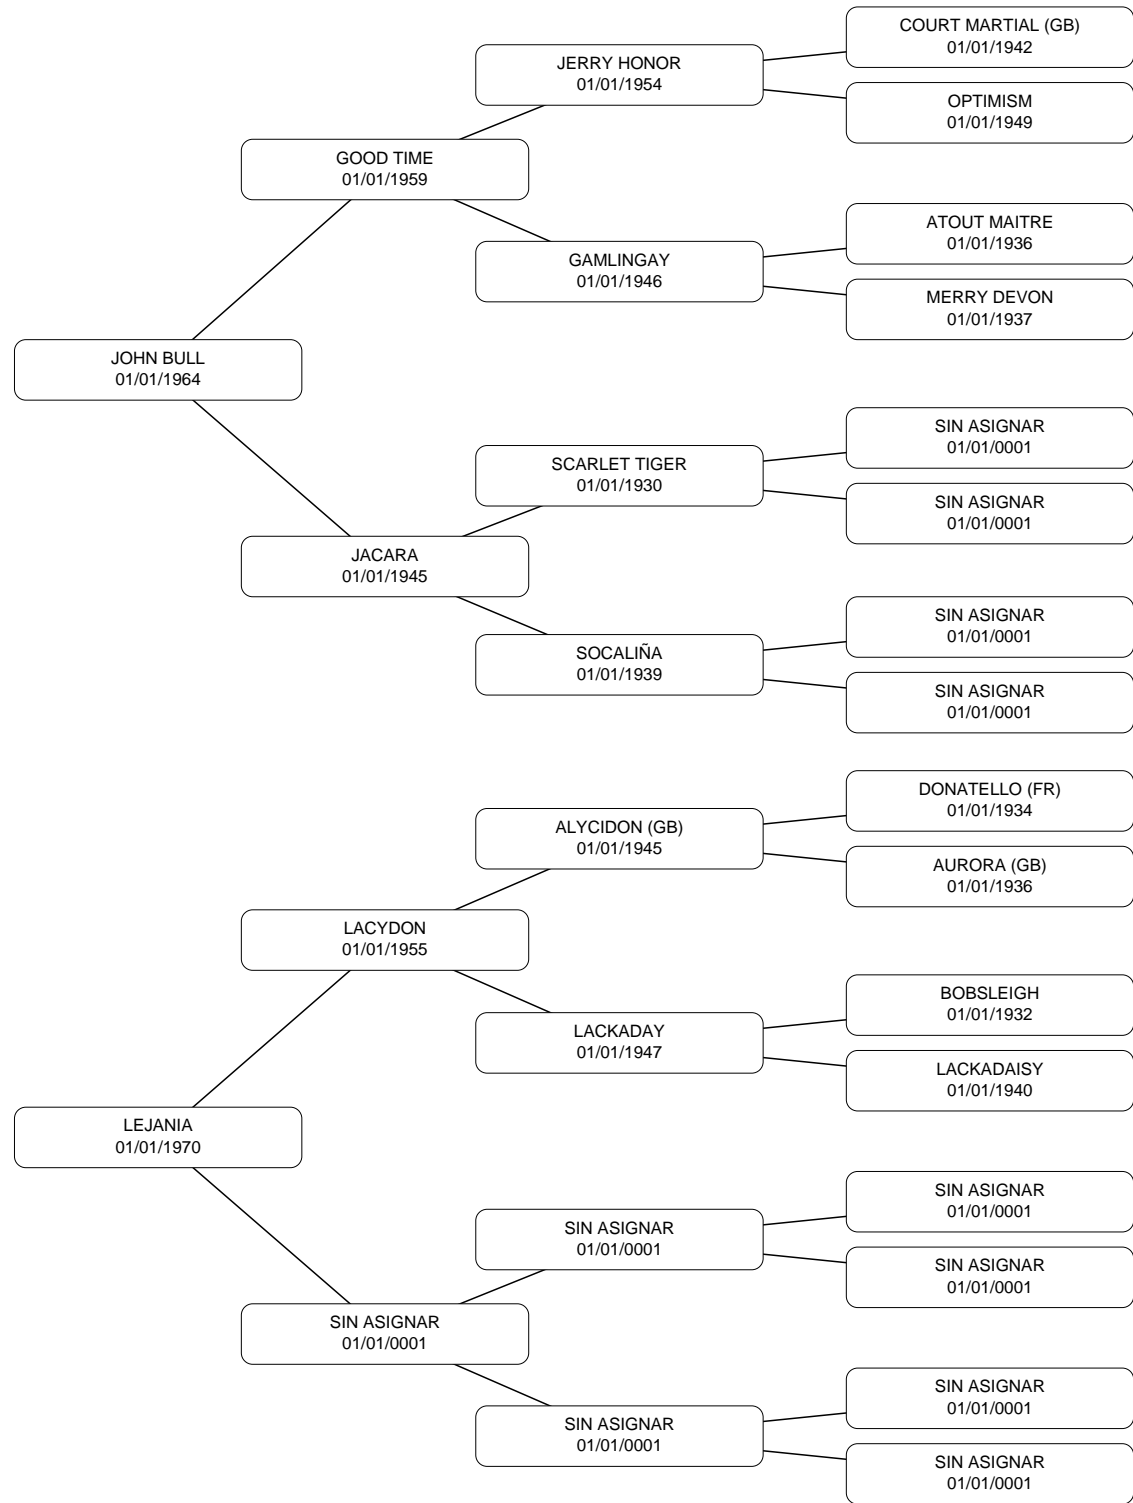 COURT MARTIAL (GB)
01/01/1942
JERRY HONOR
01/01/1954
OPTIMISM
01/01/1949
GOOD TIME
01/01/1959
ATOUT MAITRE
01/01/1936
GAMLINGAY
01/01/1946
MERRY DEVON
01/01/1937
JOHN BULL
01/01/1964
SIN ASIGNAR
01/01/0001
SCARLET TIGER
01/01/1930
SIN ASIGNAR
01/01/0001
JACARA
01/01/1945
SIN ASIGNAR
01/01/0001
SOCALIÑA
01/01/1939
SIN ASIGNAR
01/01/0001
DONATELLO (FR)
01/01/1934
ALYCIDON (GB)
01/01/1945
AURORA (GB)
01/01/1936
LACYDON
01/01/1955
BOBSLEIGH
01/01/1932
LACKADAY
01/01/1947
LACKADAISY
01/01/1940
LEJANIA
01/01/1970
SIN ASIGNAR
01/01/0001
SIN ASIGNAR
01/01/0001
SIN ASIGNAR
01/01/0001
SIN ASIGNAR
01/01/0001
SIN ASIGNAR
01/01/0001
SIN ASIGNAR
01/01/0001
SIN ASIGNAR
01/01/0001